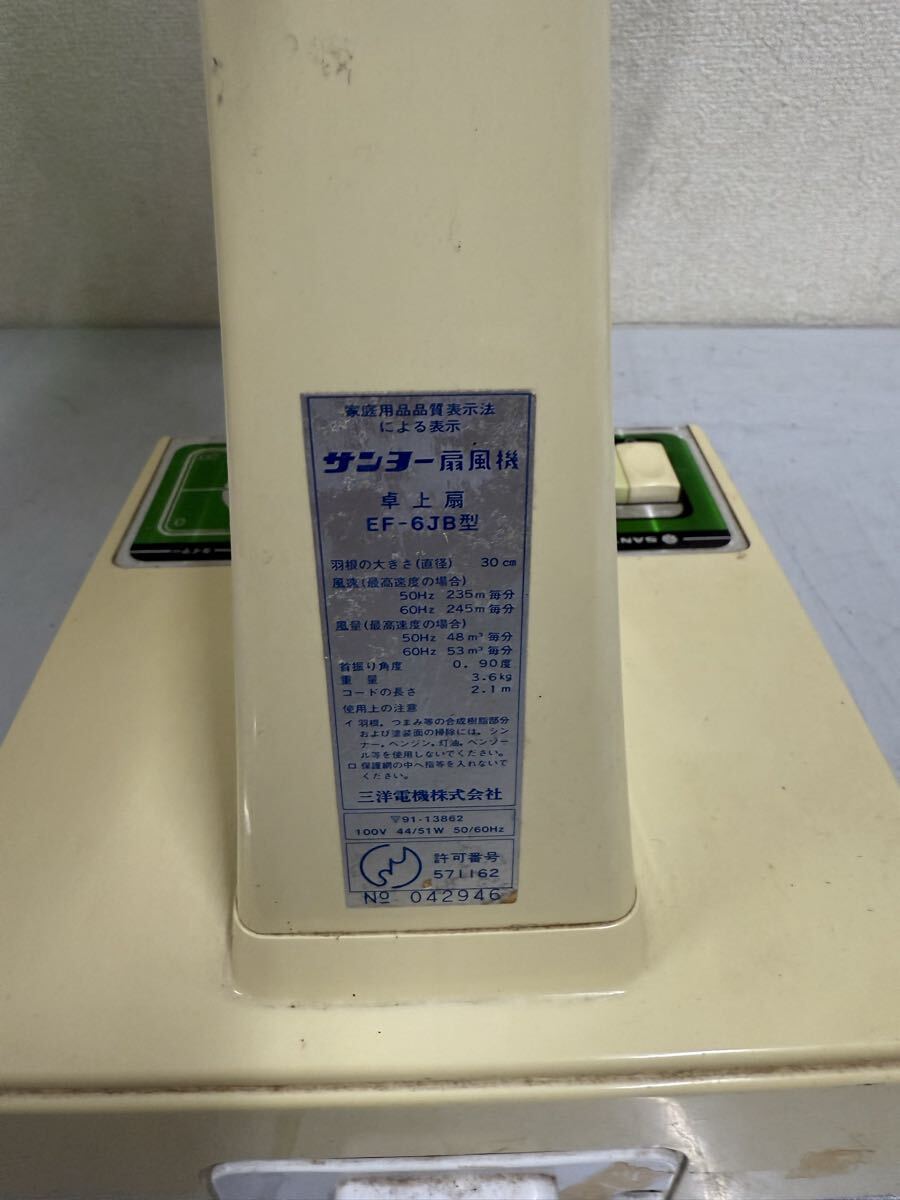 家庭用品品質表示法
による表示
サンヨー扇風機
卓上扇
EF-6JB型
羽根の大きさ(直径) 30cm
風速(最高速度の場合)
50Hz 235m毎分
60Hz 245m毎分
風量(最高速度の場合)
50Hz 48m³毎分
60Hz 53m³毎分
首振り角度 0. 90度
重量 3.6kg
コードの長さ 2.1m
使用上の注意
イ 羽根，つまみ等の合成樹脂部分
および塗装面の掃除には，シン
ナー，ベンジン，灯油，ベンゾー
ル等を使用しないでください。
ロ 保護網の中へ指等を入れないで
ください。
三洋電機株式会社
▽91-13862
100V 44/51W 50/60Hz
許可番号
571162
No 042946
タイマー
SAN